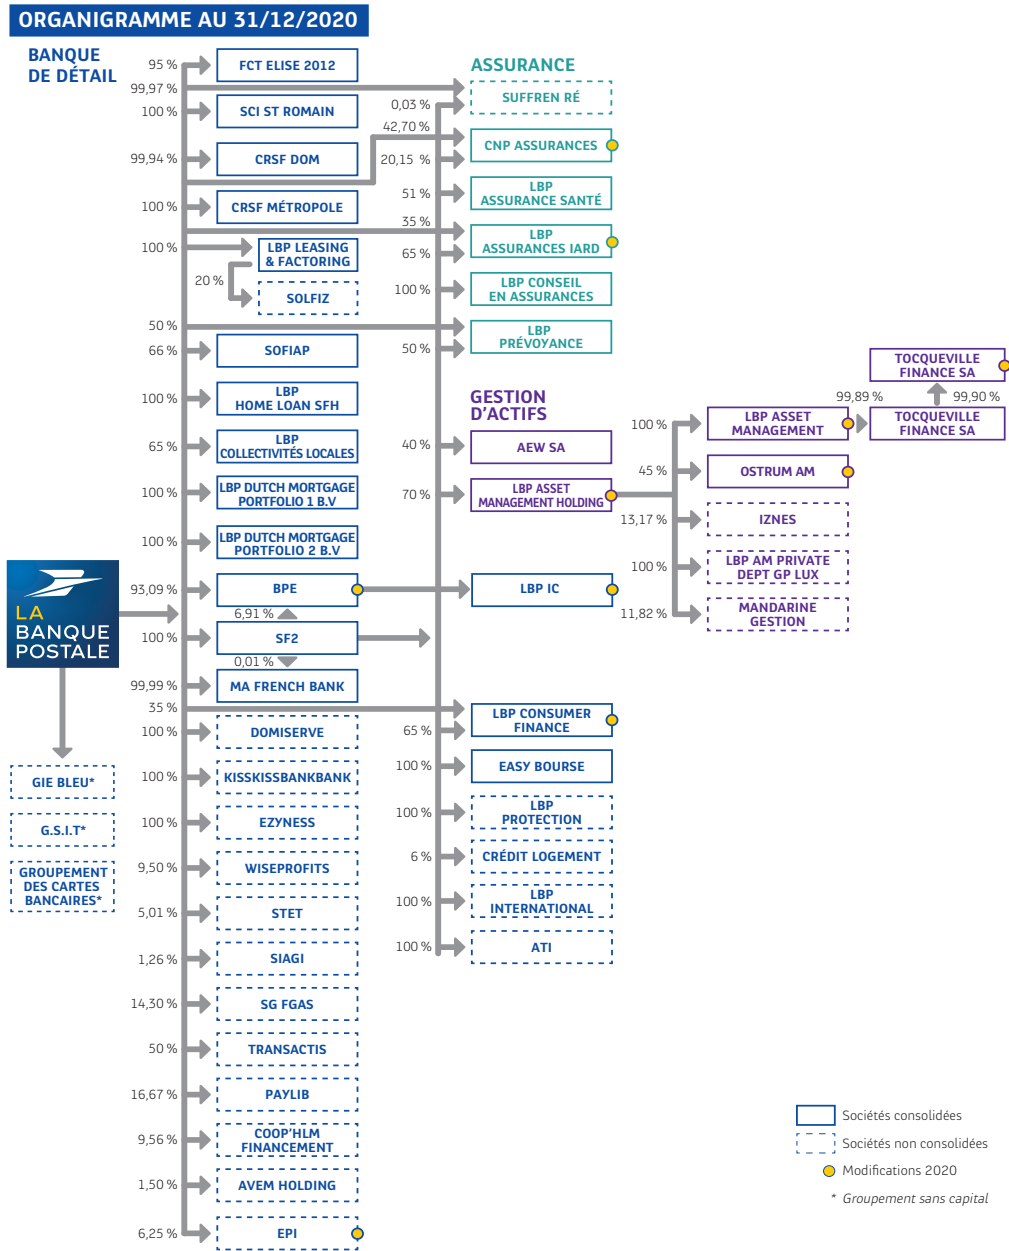 ORGANIGRAMME AU 31/12/2020
BANQUE
DE DÉTAIL
95 %
FCT ELISE 2012
99,97 %
100 %
SCI ST ROMAIN
99,94 %
CRSF DOM
100 %
CRSF MÉTROPOLE
100 %
LBP LEASING
& FACTORING
20 %
SOLFIZ
50 %
66 %
SOFIAP
100 %
LBP
HOME LOAN SFH
65 %
LBP
COLLECTIVITÉS LOCALES
100 %
LBP DUTCH MORTGAGE
PORTFOLIO 1 B.V
100 %
LBP DUTCH MORTGAGE
PORTFOLIO 2 B.V
93,09 %
BPE
6,91 %
100 %
SF2
0,01 %
99,99 %
MA FRENCH BANK
35 %
100 %
DOMISERVE
100 %
KISSKISSBANKBANK
100 %
EZYNESS
9,50 %
WISEPROFITS
5,01 %
STET
1,26 %
SIAGI
14,30 %
SG FGAS
50 %
TRANSACTIS
16,67 %
PAYLIB
9,56 %
COOP'HLM
FINANCEMENT
1,50 %
AVEM HOLDING
6,25 %
EPI
LA
BANQUE
POSTALE
GIE BLEU*
G.S.I.T*
GROUPEMENT
DES CARTES
BANCAIRES*
ASSURANCE
0,03 %
SUFFREN RÉ
42,70 %
CNP ASSURANCES
20,15 %
51 %
LBP
ASSURANCE SANTÉ
35 %
LBP
ASSURANCES IARD
65 %
100 %
LBP CONSEIL
EN ASSURANCES
LBP
PRÉVOYANCE
50 %
GESTION
D'ACTIFS
40 %
AEW SA
70 %
LBP ASSET
MANAGEMENT HOLDING
LBP IC
LBP CONSUMER
FINANCE
65 %
100 %
EASY BOURSE
100 %
LBP
PROTECTION
6 %
CRÉDIT LOGEMENT
100 %
LBP
INTERNATIONAL
100 %
ATI
100 %
LBP ASSET
MANAGEMENT
99,89 %
TOCQUEVILLE
FINANCE SA
99,90 %
TOCQUEVILLE
FINANCE SA
45 %
OSTRUM AM
13,17 %
IZNES
100 %
LBP AM PRIVATE
DEPT GP LUX
11,82 %
MANDARINE
GESTION
Sociétés consolidées
Sociétés non consolidées
Modifications 2020
* Groupement sans capital